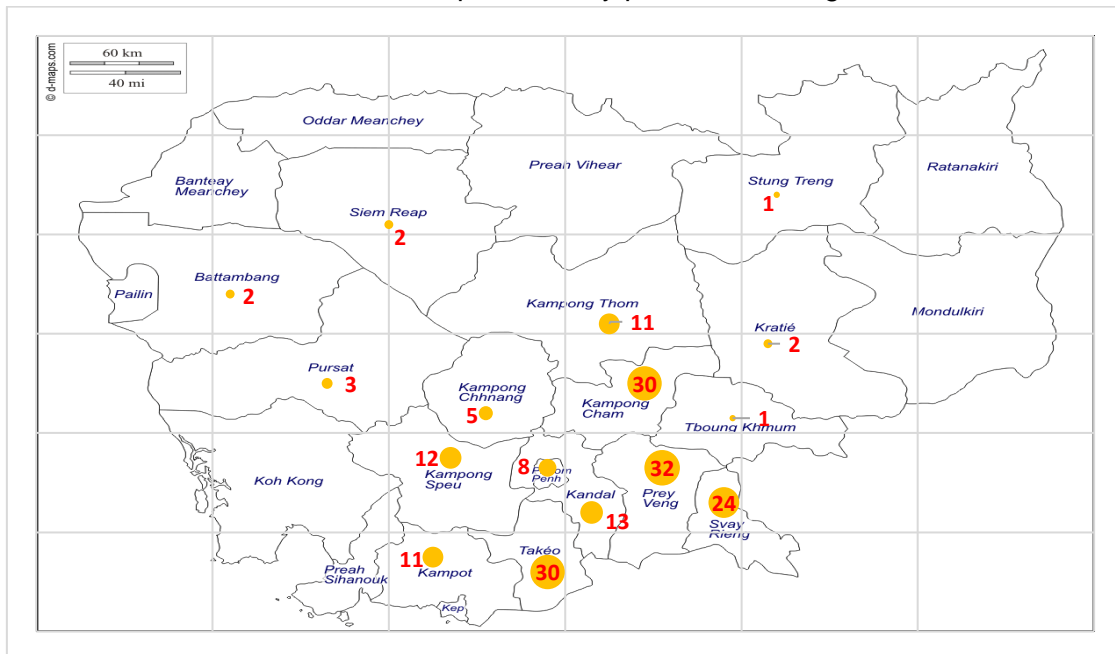 60 km
40 mi
© d-maps.com
Oddar Meanchey
Banteay
Meanchey
Preah Vihear
Stung Treng
1
Ratanakiri
Siem Reap
2
Battambang
2
Pailin
Kampong Thom
11
Kratié
2
Mondulkiri
Pursat
3
Kampong
Chhnang
5
30
Kampong
Cham
1
Tboung Khmum
12
Kampong
Speu
8
Phnom
Penh
Koh Kong
32
Prey
Veng
Kandal
13
24
Svay
Rieng
11
Kampot
Takéo
30
Preah
Sihanouk
Kep